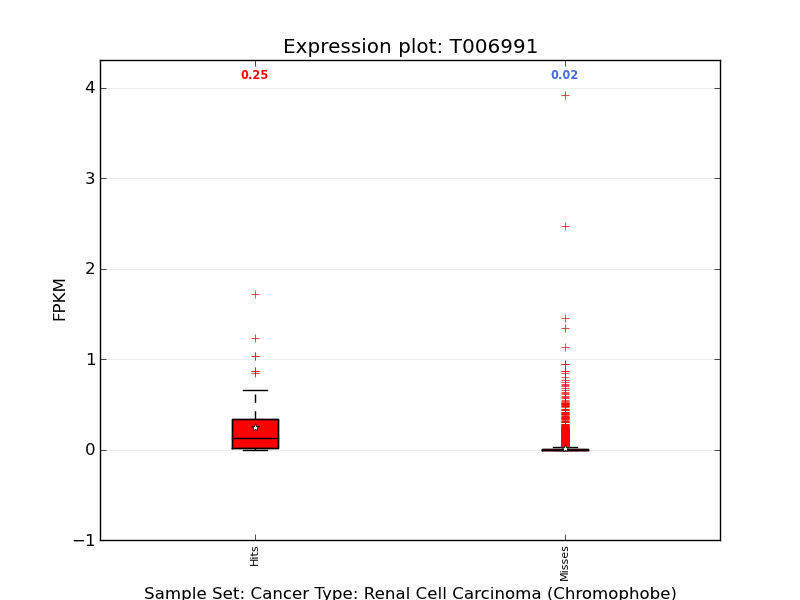 Expression plot: T006991
0.25
0.02
4
3
2
1
0
−1
FPKM
Hits
Misses
Sample Set: Cancer Type: Renal Cell Carcinoma (Chromophobe)